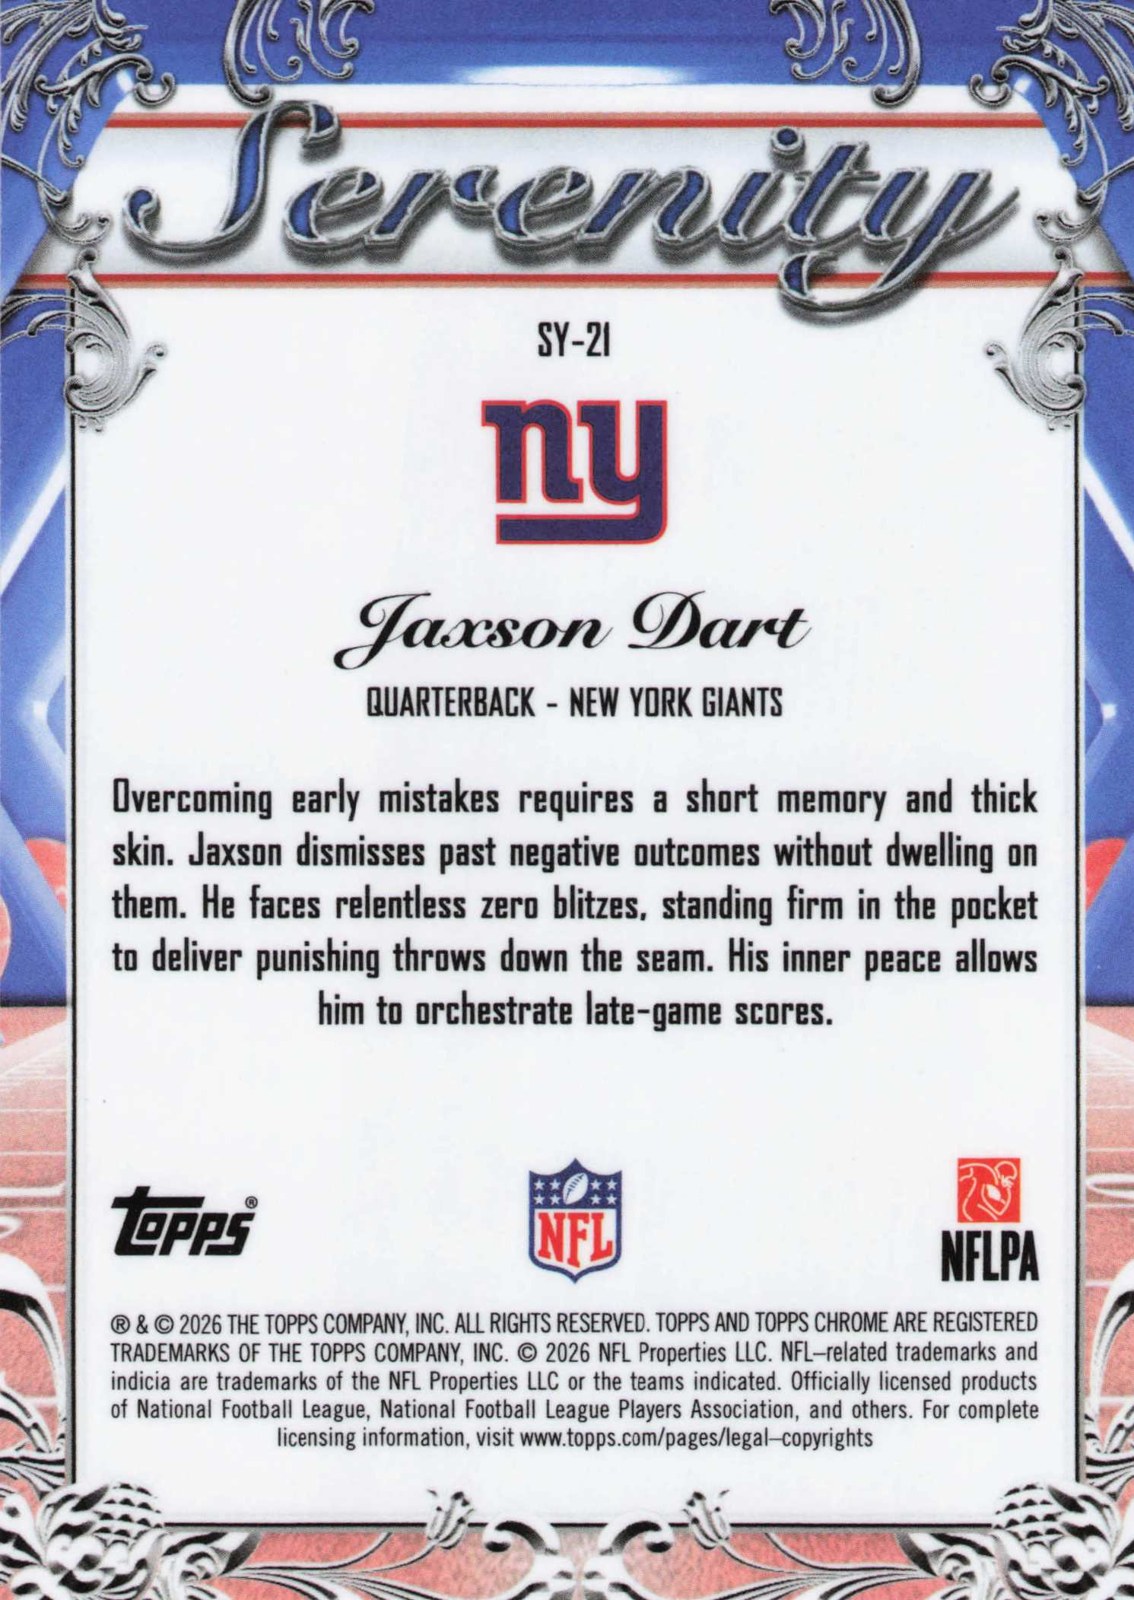 Serenity
SY-21
ny
Jaxson Dart
QUARTERBACK - NEW YORK GIANTS
Overcoming early mistakes requires a short memory and thick
skin. Jaxson dismisses past negative outcomes without dwelling on
them. He faces relentless zero blitzes, standing firm in the pocket
to deliver punishing throws down the seam. His inner peace allows
him to orchestrate late-game scores.
topps®
NFL
NFLPA
® & © 2026 THE TOPPS COMPANY, INC. ALL RIGHTS RESERVED. TOPPS AND TOPPS CHROME ARE REGISTERED
TRADEMARKS OF THE TOPPS COMPANY, INC. © 2026 NFL Properties LLC. NFL–related trademarks and
indicia are trademarks of the NFL Properties LLC or the teams indicated. Officially licensed products
of National Football League, National Football League Players Association, and others. For complete
licensing information, visit www.topps.com/pages/legal–copyrights